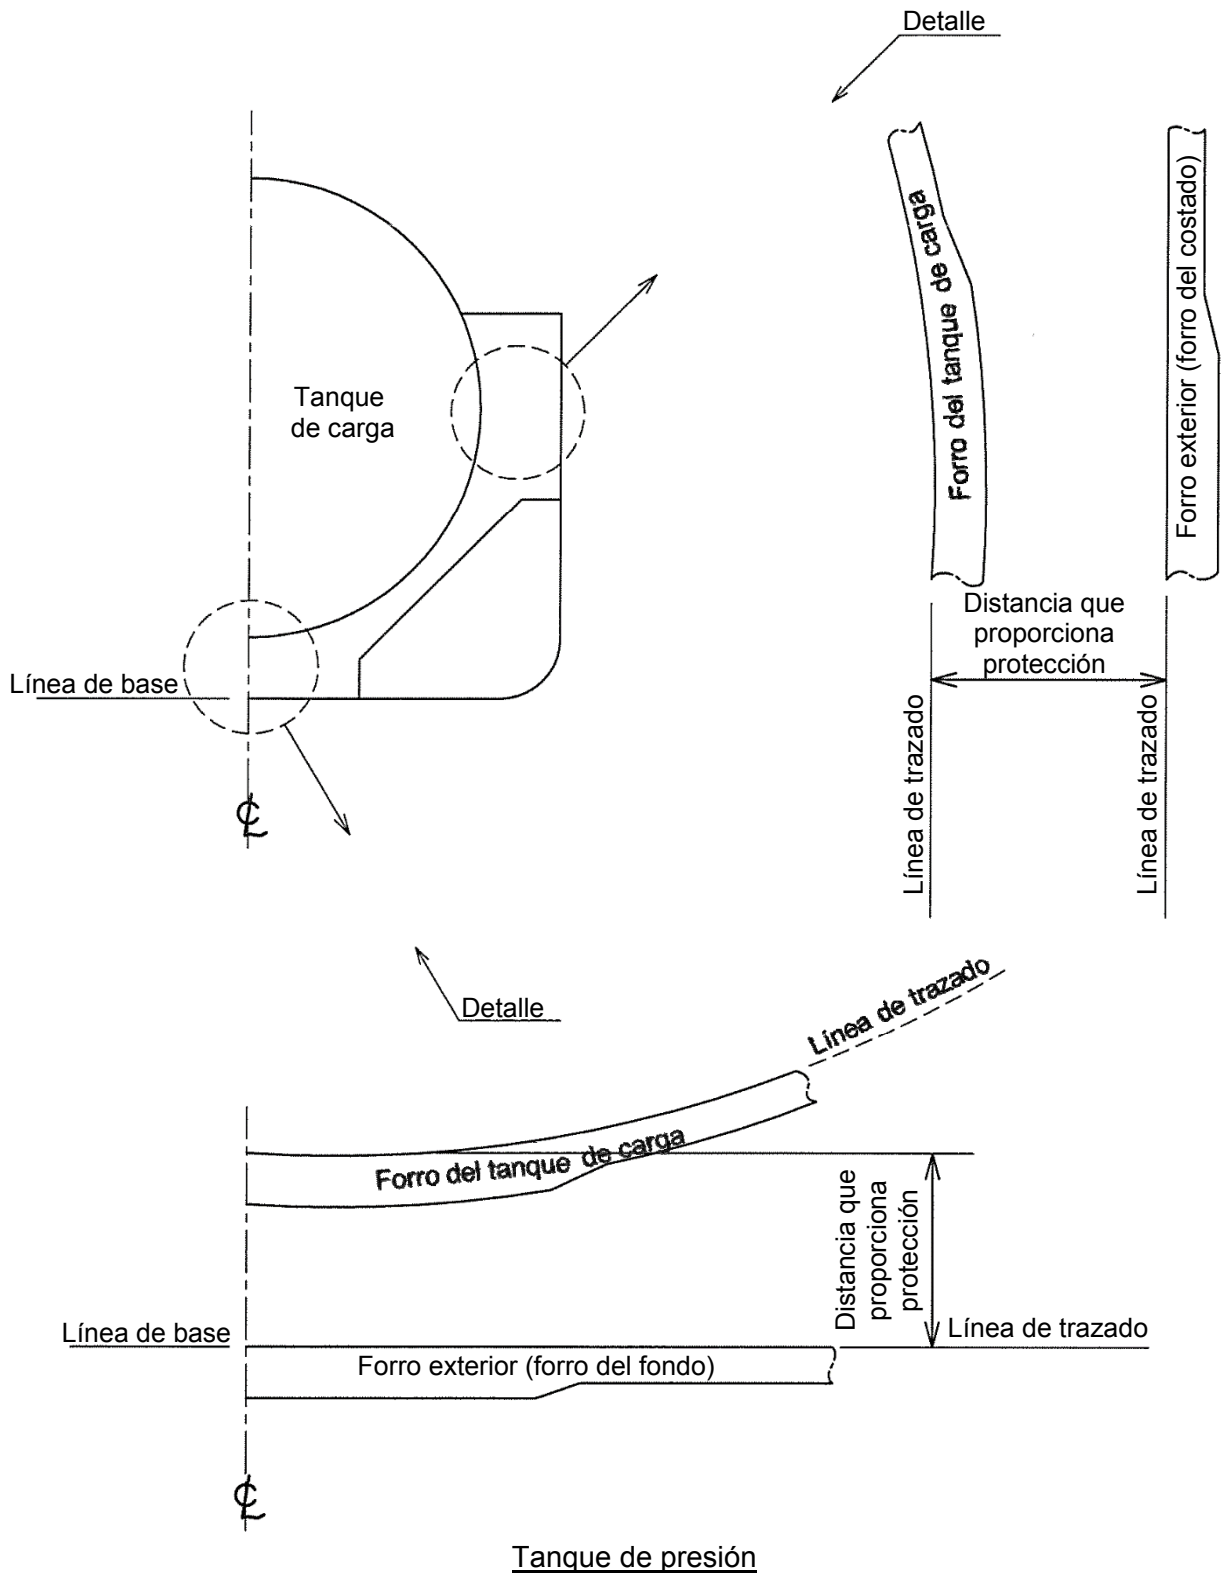 Detalle
Forro del tanque de carga
Forro exterior (forro del costado)
Tanque
de carga
Distancia que
proporciona
protección
Línea de base
Línea de trazado
Línea de trazado
℄
Detalle
Línea de trazado
Forro del tanque de carga
Distancia que
proporciona
protección
Línea de base
Línea de trazado
Forro exterior (forro del fondo)
℄
Tanque de presión